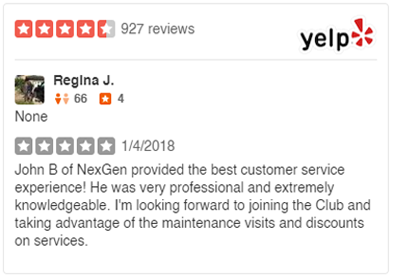 927 reviews
yelp
Regina J.
66 4
None
1/4/2018
John B of NexGen provided the best customer service
experience! He was very professional and extremely
knowledgeable. I'm looking forward to joining the Club and
taking advantage of the maintenance visits and discounts
on services.